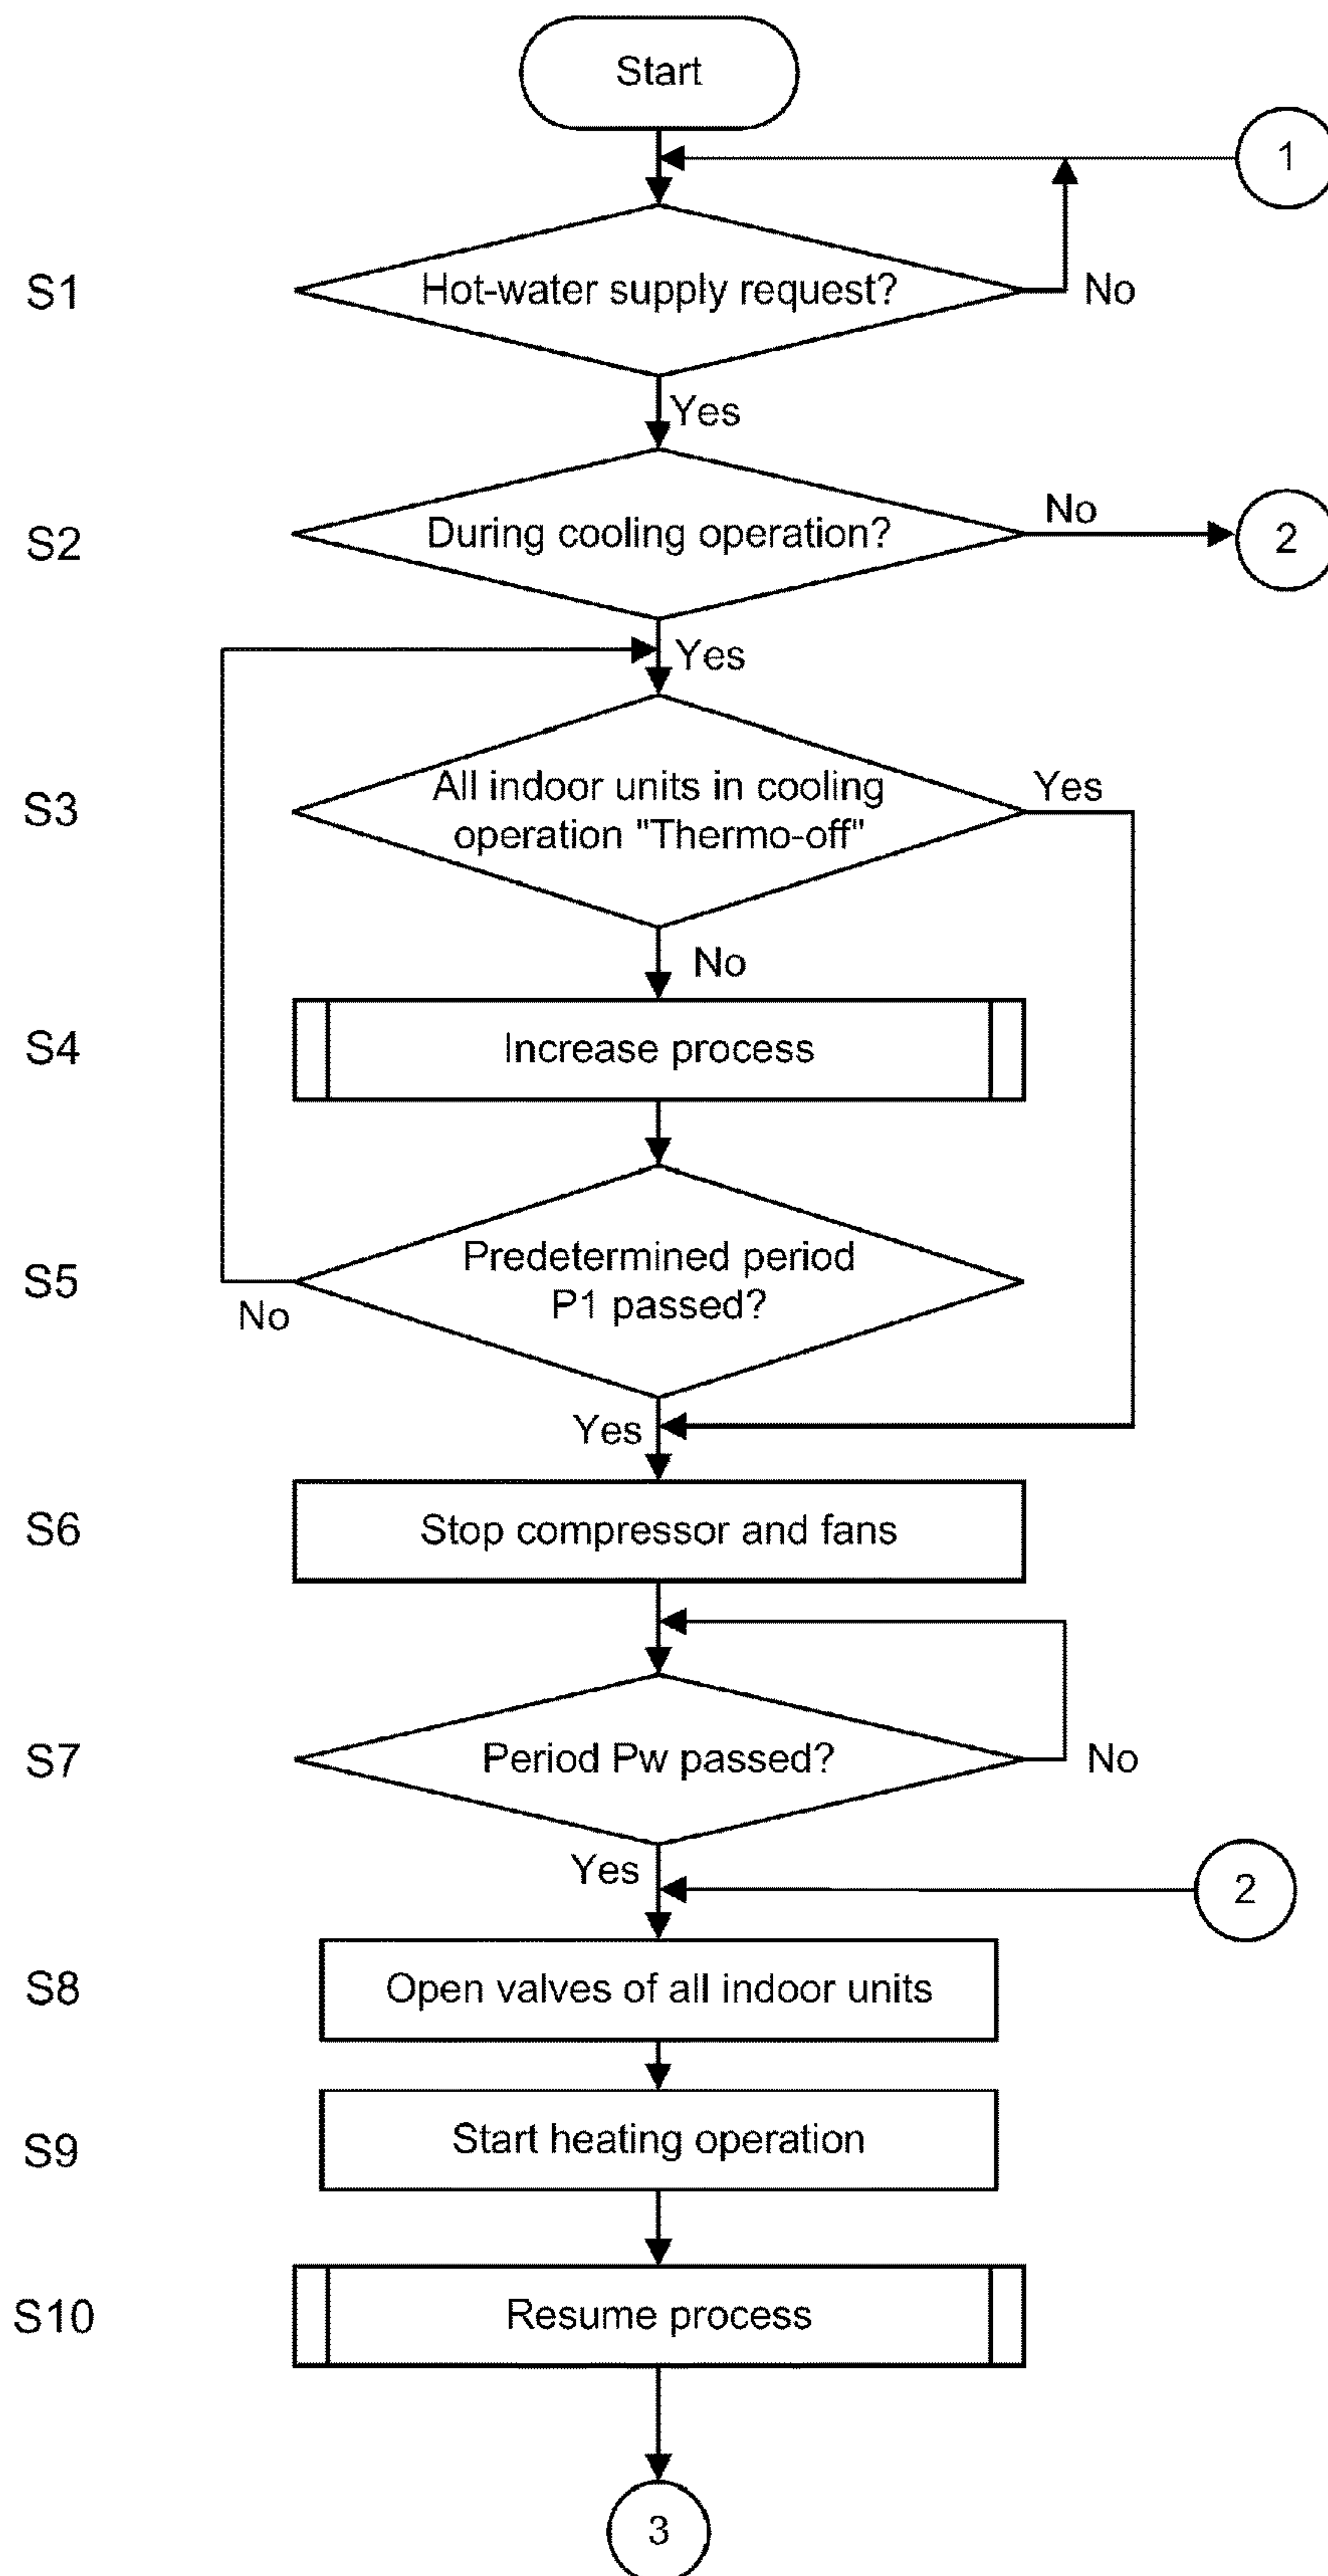 Start
1
S1
Hot-water supply request?
No
Yes
S2
During cooling operation?
No
2
Yes
S3
All indoor units in cooling
operation "Thermo-off"
Yes
No
S4
Increase process
S5
Predetermined period
P1 passed?
No
Yes
S6
Stop compressor and fans
S7
Period Pw passed?
No
Yes
2
S8
Open valves of all indoor units
S9
Start heating operation
S10
Resume process
3